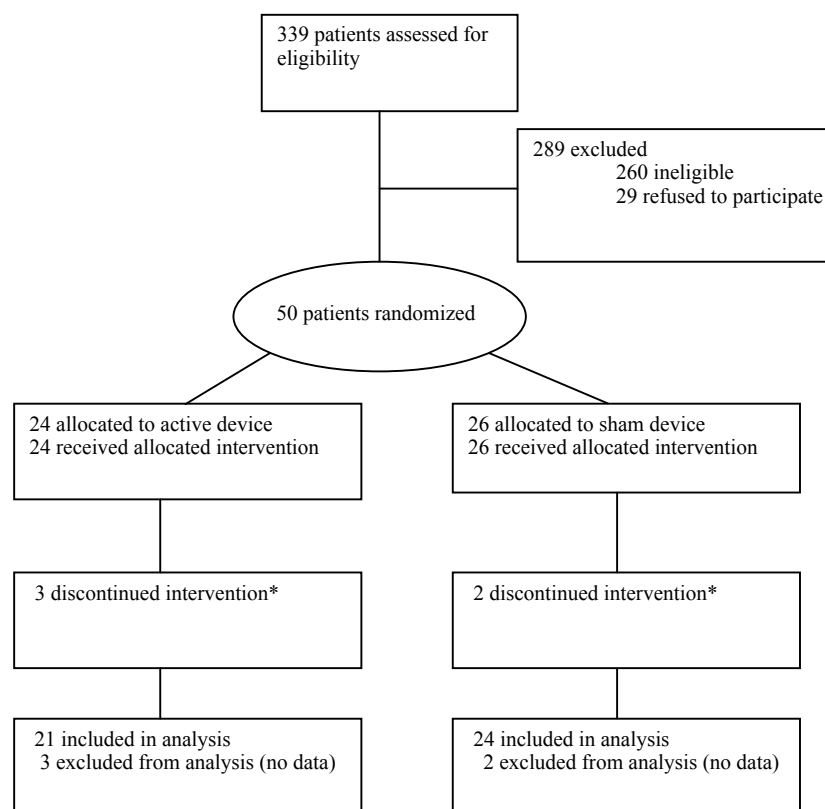 339 patients assessed for
eligibility
289 excluded
260 ineligible
29 refused to participate
50 patients randomized
24 allocated to active device
24 received allocated intervention
26 allocated to sham device
26 received allocated intervention
3 discontinued intervention*
2 discontinued intervention*
21 included in analysis
3 excluded from analysis (no data)
24 included in analysis
2 excluded from analysis (no data)